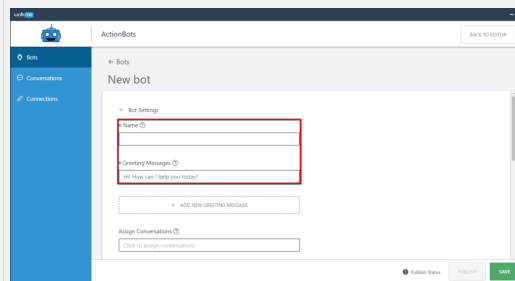 walkme
ActionBots
BACK TO EDITOR
Bots
Conversations
Connections
← Bots
New bot
Bot Settings
* Name ?
* Greeting Messages ?
Hi! How can I help you today?
+ ADD NEW GREETING MESSAGE
Assign Conversations ?
Click to assign conversations
! Publish Status
PUBLISH
SAVE